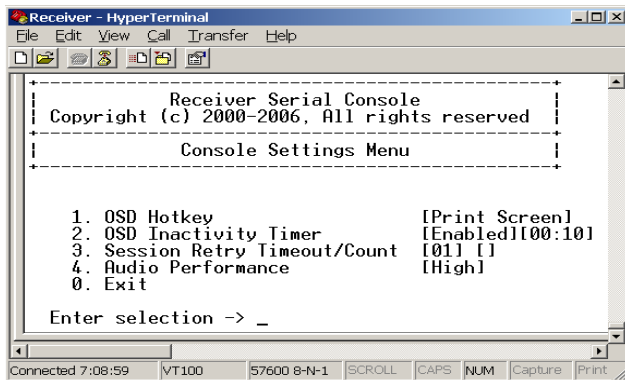 Receiver - HyperTerminal
File Edit View Call Transfer Help
Receiver Serial Console
Copyright (c) 2000-2006, All rights reserved
Console Settings Menu
1. OSD Hotkey [Print Screen]
2. OSD Inactivity Timer [Enabled][00:10]
3. Session Retry Timeout/Count [01] []
4. Audio Performance [High]
0. Exit
Enter selection -> _
Connected 7:08:59 VT100 57600 8-N-1 SCROLL CAPS NUM Capture Print